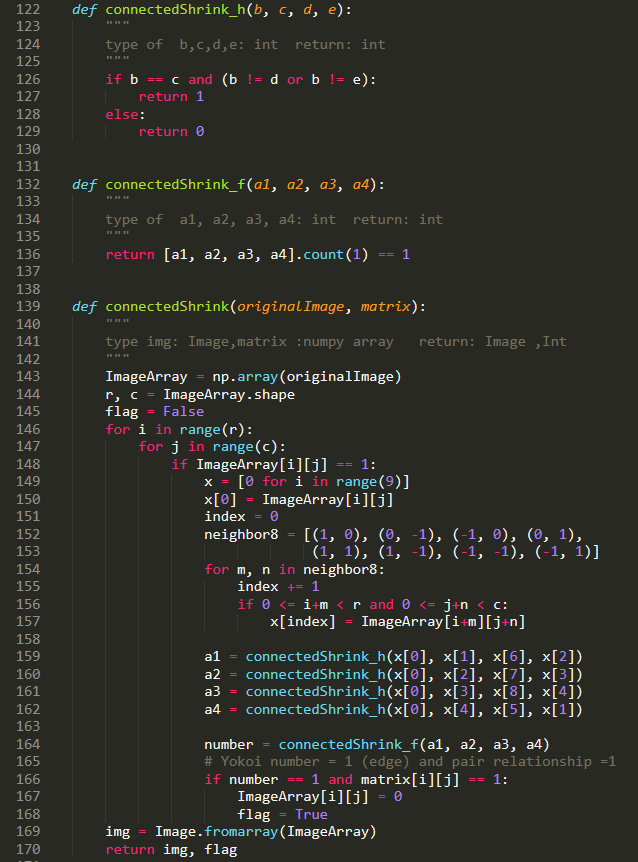 122 def connectedShrink_h(b, c, d, e):
123     """
124     type of  b,c,d,e: int  return: int
125     """
126     if b == c and (b != d or b != e):
127         return 1
128     else:
129         return 0
130
131
132 def connectedShrink_f(a1, a2, a3, a4):
133     """
134     type of  a1, a2, a3, a4: int  return: int
135     """
136     return [a1, a2, a3, a4].count(1) == 1
137
138
139 def connectedShrink(originalImage, matrix):
140     """
141     type img: Image,matrix :numpy array   return: Image ,Int
142     """
143     ImageArray = np.array(originalImage)
144     r, c = ImageArray.shape
145     flag = False
146     for i in range(r):
147         for j in range(c):
148             if ImageArray[i][j] == 1:
149                 x = [0 for i in range(9)]
150                 x[0] = ImageArray[i][j]
151                 index = 0
152                 neighbor8 = [(1, 0), (0, -1), (-1, 0), (0, 1),
153                              (1, 1), (1, -1), (-1, -1), (-1, 1)]
154                 for m, n in neighbor8:
155                     index += 1
156                     if 0 <= i+m < r and 0 <= j+n < c:
157                         x[index] = ImageArray[i+m][j+n]
158
159                 a1 = connectedShrink_h(x[0], x[1], x[6], x[2])
160                 a2 = connectedShrink_h(x[0], x[2], x[7], x[3])
161                 a3 = connectedShrink_h(x[0], x[3], x[8], x[4])
162                 a4 = connectedShrink_h(x[0], x[4], x[5], x[1])
163
164                 number = connectedShrink_f(a1, a2, a3, a4)
165                 # Yokoi number = 1 (edge) and pair relationship =1
166                 if number == 1 and matrix[i][j] == 1:
167                     ImageArray[i][j] = 0
168                     flag = True
169     img = Image.fromarray(ImageArray)
170     return img, flag